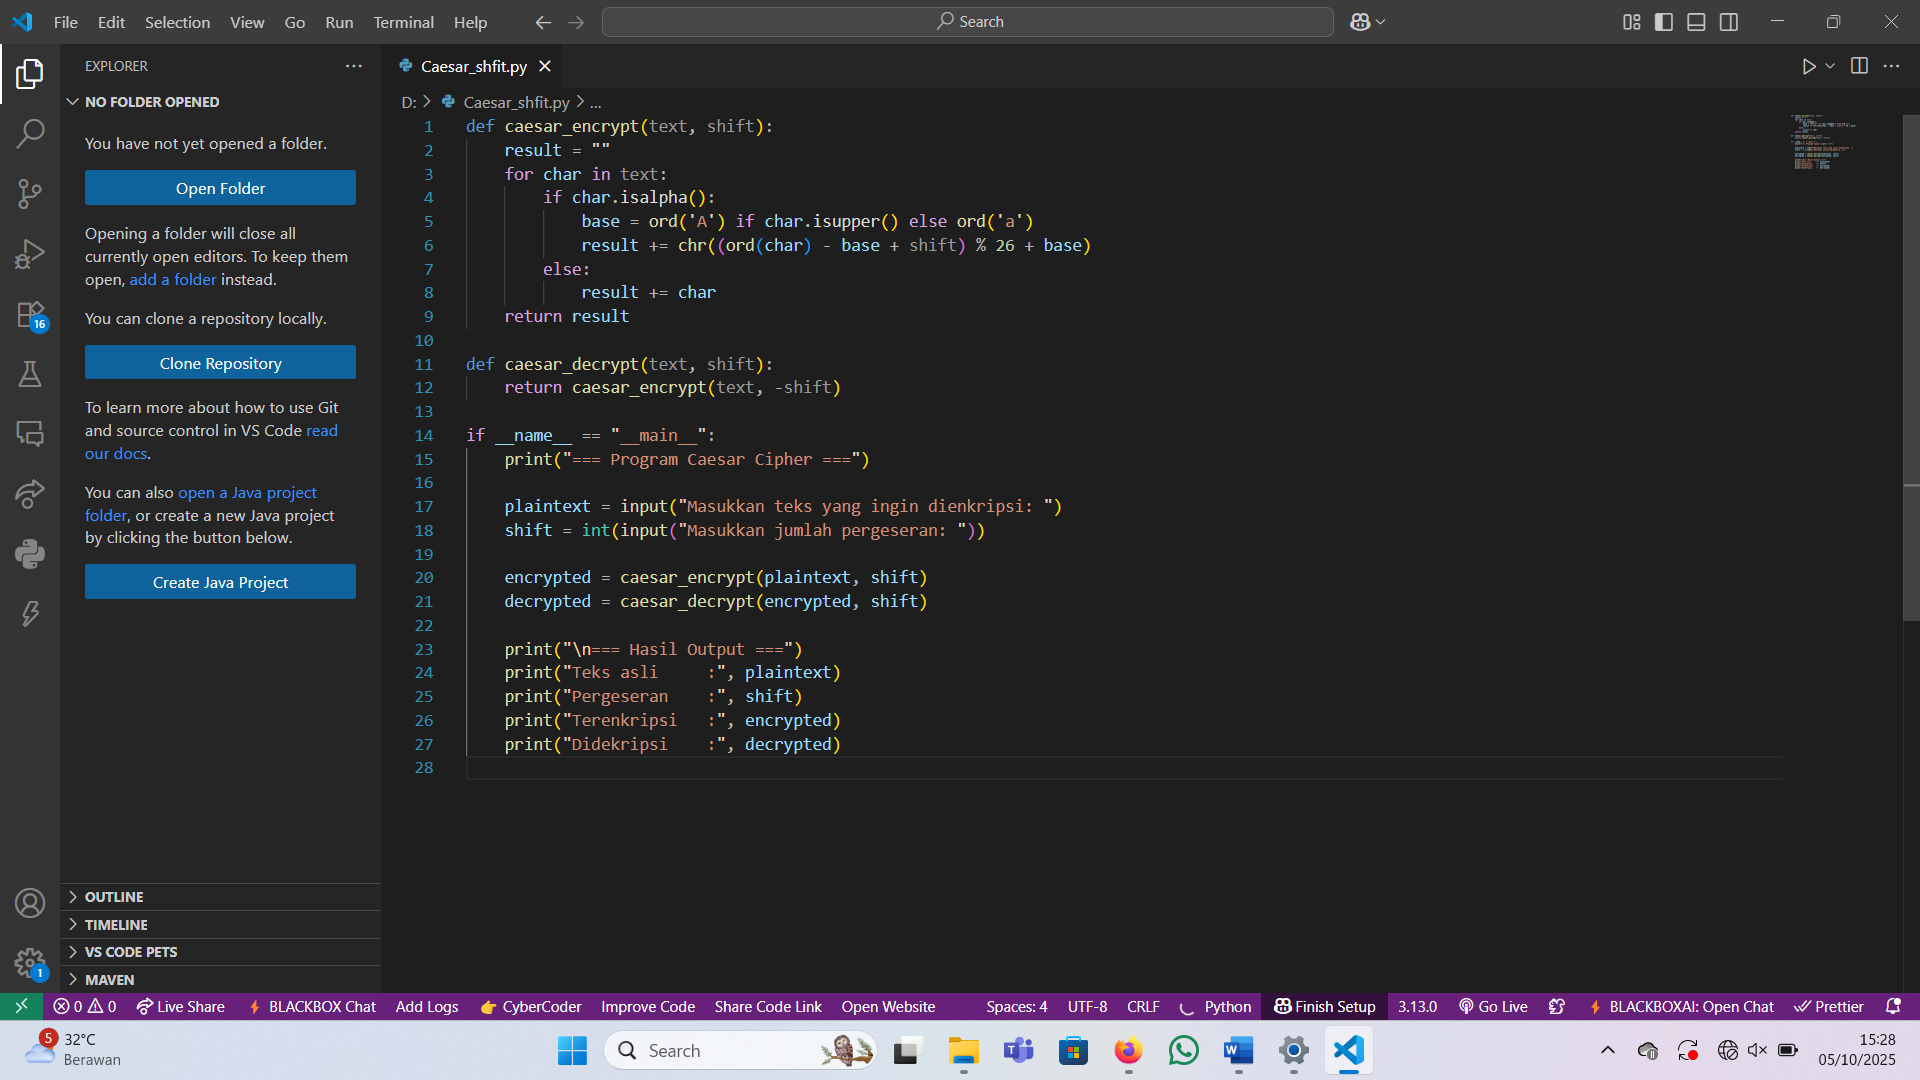 File Edit Selection View Go Run Terminal Help
Search
EXPLORER
NO FOLDER OPENED
You have not yet opened a folder.
Open Folder
Opening a folder will close all
currently open editors. To keep them
open, add a folder instead.
You can clone a repository locally.
Clone Repository
To learn more about how to use Git
and source control in VS Code read
our docs.
You can also open a Java project
folder, or create a new Java project
by clicking the button below.
Create Java Project
OUTLINE
TIMELINE
VS CODE PETS
MAVEN
16
1
Caesar_shfit.py
D: > Caesar_shfit.py > ...
1 def caesar_encrypt(text, shift):
2     result = ""
3     for char in text:
4         if char.isalpha():
5             base = ord('A') if char.isupper() else ord('a')
6             result += chr((ord(char) - base + shift) % 26 + base)
7         else:
8             result += char
9     return result
10
11 def caesar_decrypt(text, shift):
12     return caesar_encrypt(text, -shift)
13
14 if __name__ == "__main__":
15     print("=== Program Caesar Cipher ===")
16
17     plaintext = input("Masukkan teks yang ingin dienkripsi: ")
18     shift = int(input("Masukkan jumlah pergeseran: "))
19
20     encrypted = caesar_encrypt(plaintext, shift)
21     decrypted = caesar_decrypt(encrypted, shift)
22
23     print("\n=== Hasil Output ===")
24     print("Teks asli     :", plaintext)
25     print("Pergeseran    :", shift)
26     print("Terenkripsi   :", encrypted)
27     print("Didekripsi    :", decrypted)
28
0 0 Live Share BLACKBOX Chat Add Logs CyberCoder Improve Code Share Code Link Open Website Spaces: 4 UTF-8 CRLF Python Finish Setup 3.13.0 Go Live BLACKBOXAI: Open Chat Prettier
5 32°C
Berawan
Search
15:28
05/10/2025